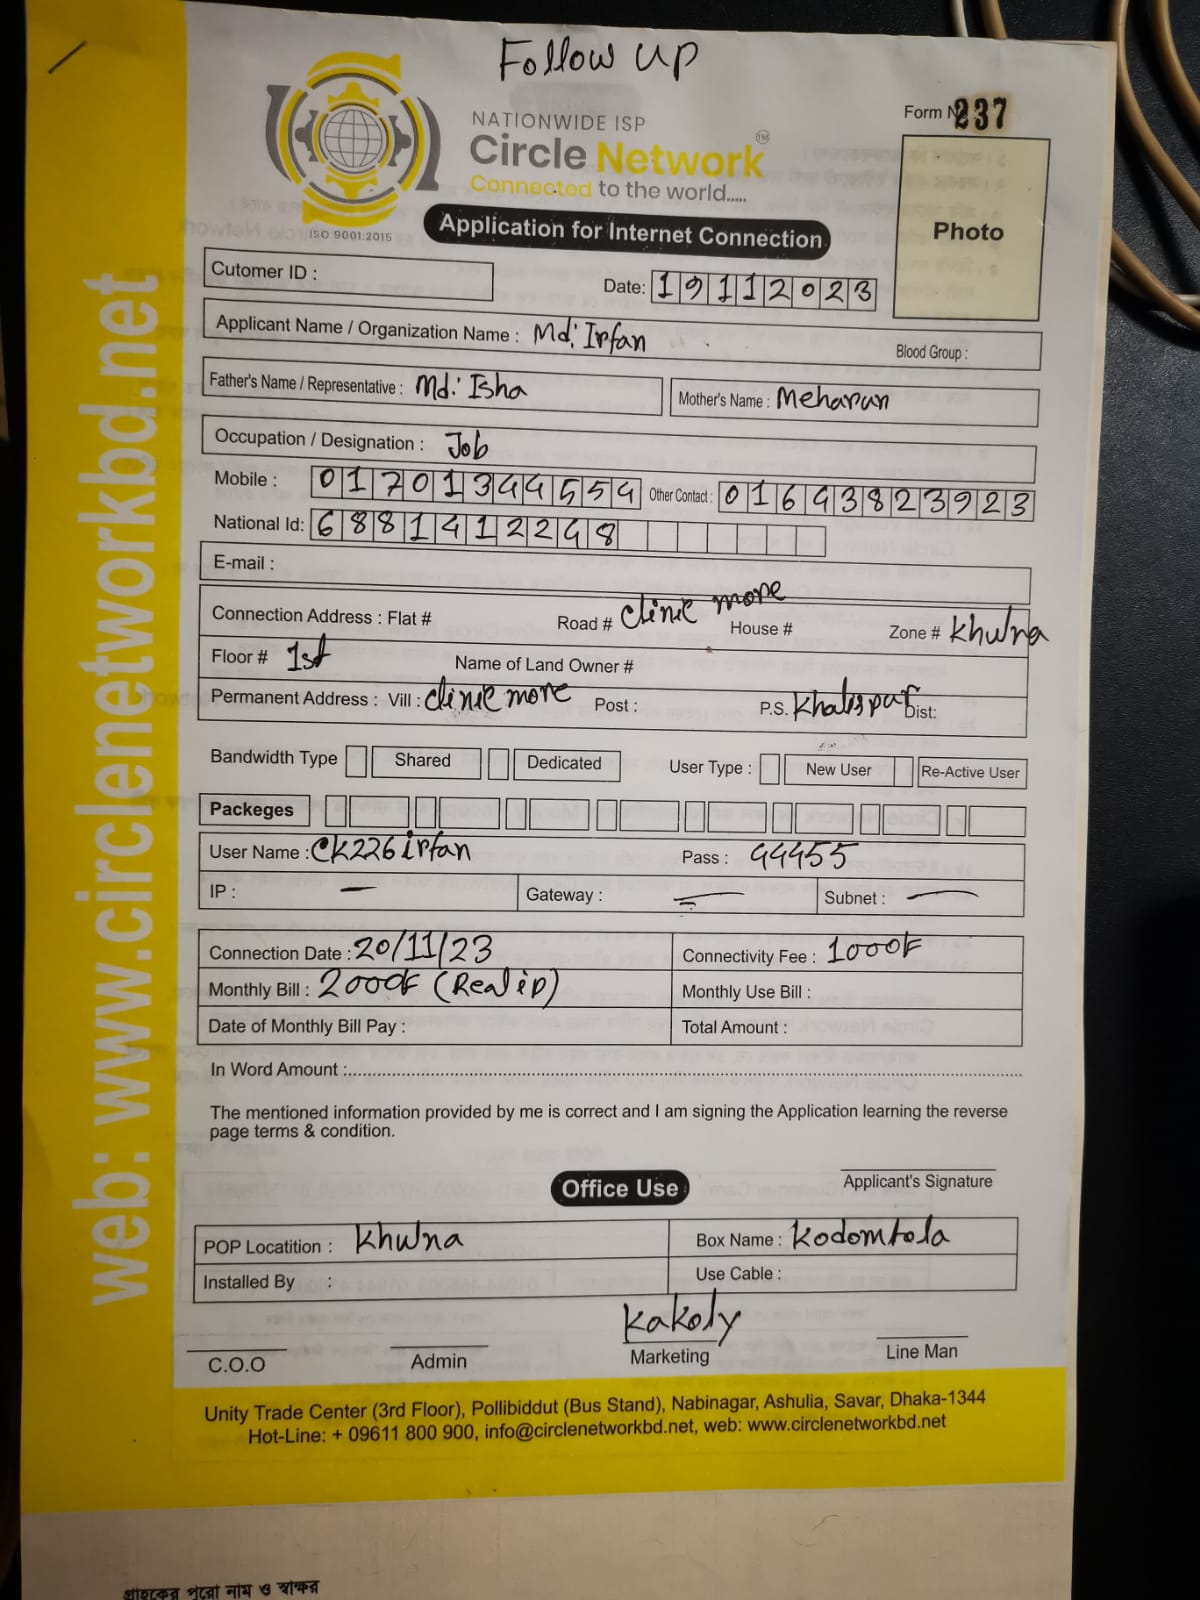 Follow up
NATIONWIDE ISP
Circle Network TM
Connected to the world.....
ISO 9001:2015
Form N 237
Photo
Application for Internet Connection
Cutomer ID :
Date: 19112023
Applicant Name / Organization Name : Md: Irfan
Blood Group :
Father's Name / Representative : Md: Isha
Mother's Name : Meharun
Occupation / Designation : Job
Mobile : 01701344554 Other Contact : 01643823923
National Id: 6881412248
E-mail :
Connection Address : Flat # Road # Clinic more House # Zone # Khulna
Floor # 1st Name of Land Owner #
Permanent Address : Vill : clinic more Post : P.S. Khalispur Dist:
Bandwidth Type Shared Dedicated User Type : New User Re-Active User
Packeges
User Name : CK226irfan Pass : 44455
IP : — Gateway : — Subnet : —
Connection Date : 20/11/23 Connectivity Fee : 1000৳
Monthly Bill : 2000৳ (Real ip) Monthly Use Bill :
Date of Monthly Bill Pay : Total Amount :
In Word Amount :
The mentioned information provided by me is correct and I am signing the Application learning the reverse
page terms & condition.
Applicant's Signature
Office Use
POP Locatition : Khulna Box Name : Kodomtola
Installed By : Use Cable :
Kakoly
C.O.O Admin Marketing Line Man
Unity Trade Center (3rd Floor), Pollibiddut (Bus Stand), Nabinagar, Ashulia, Savar, Dhaka-1344
Hot-Line: + 09611 800 900, info@circlenetworkbd.net, web: www.circlenetworkbd.net
web: www.circlenetworkbd.net
গ্রাহকের পুরো নাম ও স্বাক্ষর